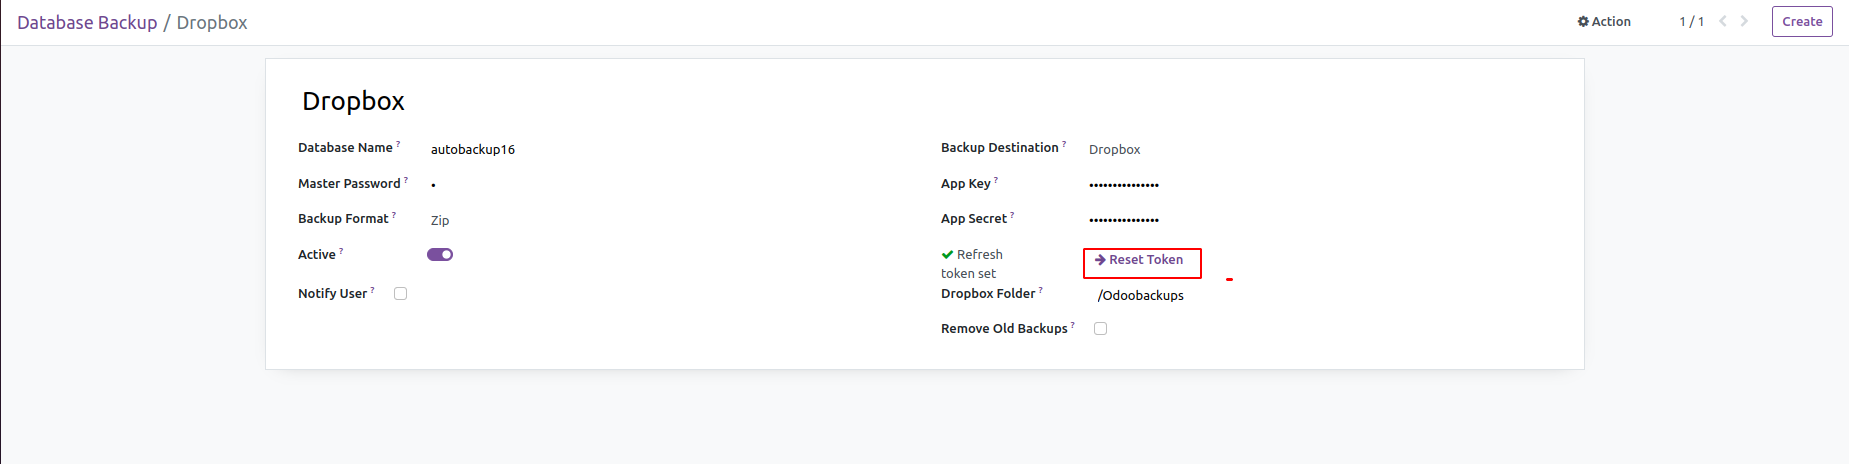 Database Backup / Dropbox
Action
1 / 1
Create
Dropbox
Database Name ?
autobackup16
Master Password ?
•
Backup Format ?
Zip
Active ?
Notify User ?
Backup Destination ?
Dropbox
App Key ?
•••••••••••••••
App Secret ?
•••••••••••••••
Refresh
token set
Reset Token
Dropbox Folder ?
/Odoobackups
Remove Old Backups ?